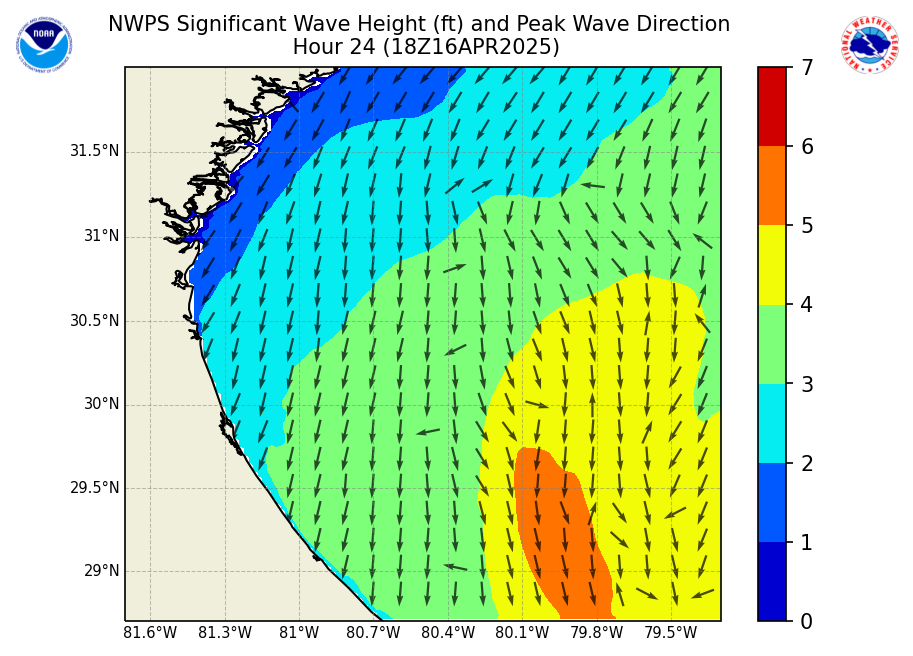 NWPS Significant Wave Height (ft) and Peak Wave Direction
Hour 24 (18Z16APR2025)
NOAA
NATIONAL WEATHER SERVICE
7
6
5
4
3
2
1
0
31.5°N
31°N
30.5°N
30°N
29.5°N
29°N
81.6°W 81.3°W 81°W 80.7°W 80.4°W 80.1°W 79.8°W 79.5°W